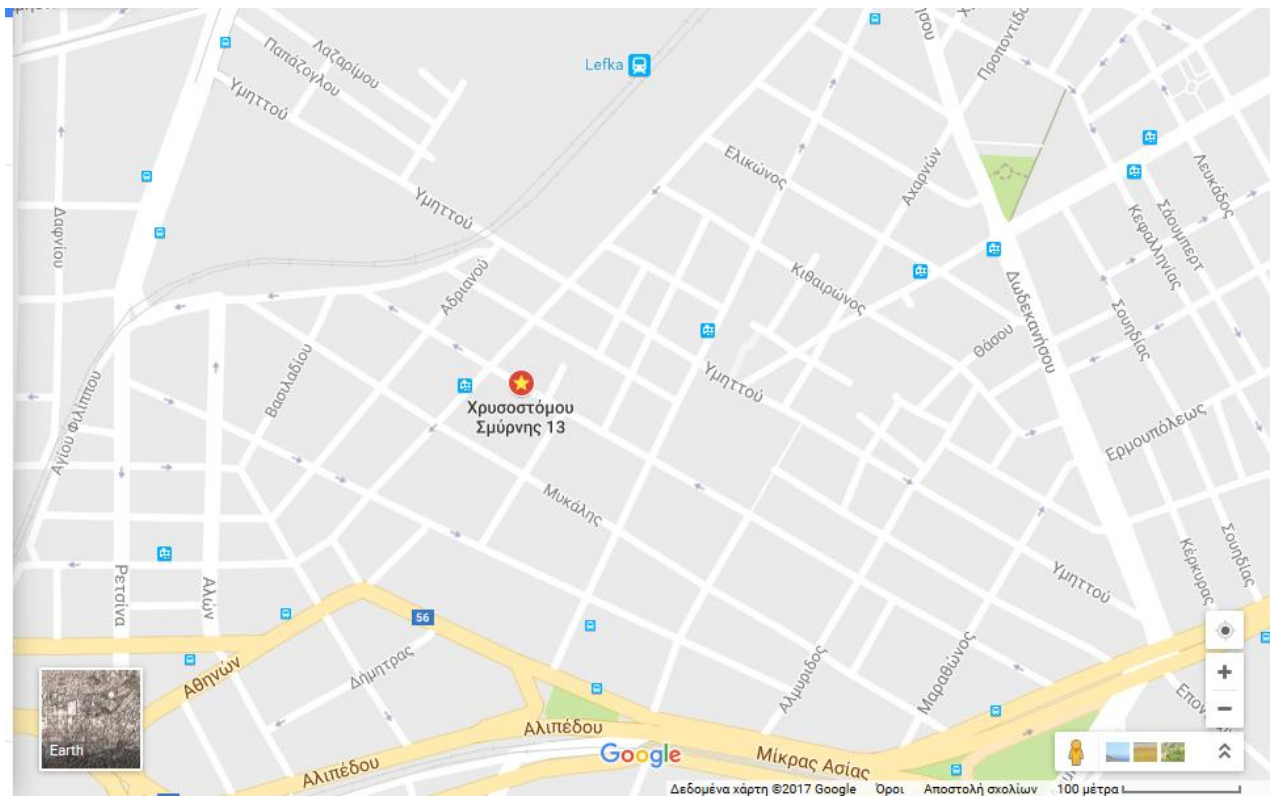 Λαζαρίμου
Παπάζογλου
Υμηττού
Lefka
Προποντίδο
Ελικώνος
Αχαρνών
Λευκάδος
Σάουμπερτ
Κεφαλληνίας
Δαφνίου
Υμηττού
Αδριανού
Κιθαιρώνος
Δωδεκανήσου
Σουηδίας
Θάσου
Βασιλαδίου
Υμηττού
Αγίου Φιλίππου
Χρυσοστόμου
Σμύρνης 13
Ερμουπόλεως
Μυκάλης
Σουηδίας
Κέρκυρας
Ρετσίνα
Αλών
Υμηττού
56
Δήμητρας
Αθηνών
Αλμυρίδος
Μαραθώνος
Αλιπέδου
Αλιπέδου
Μίκρας Ασίας
Earth
Google
Δεδομένα χάρτη ©2017 Google Όροι Αποστολή σχολίων 100 μέτρα